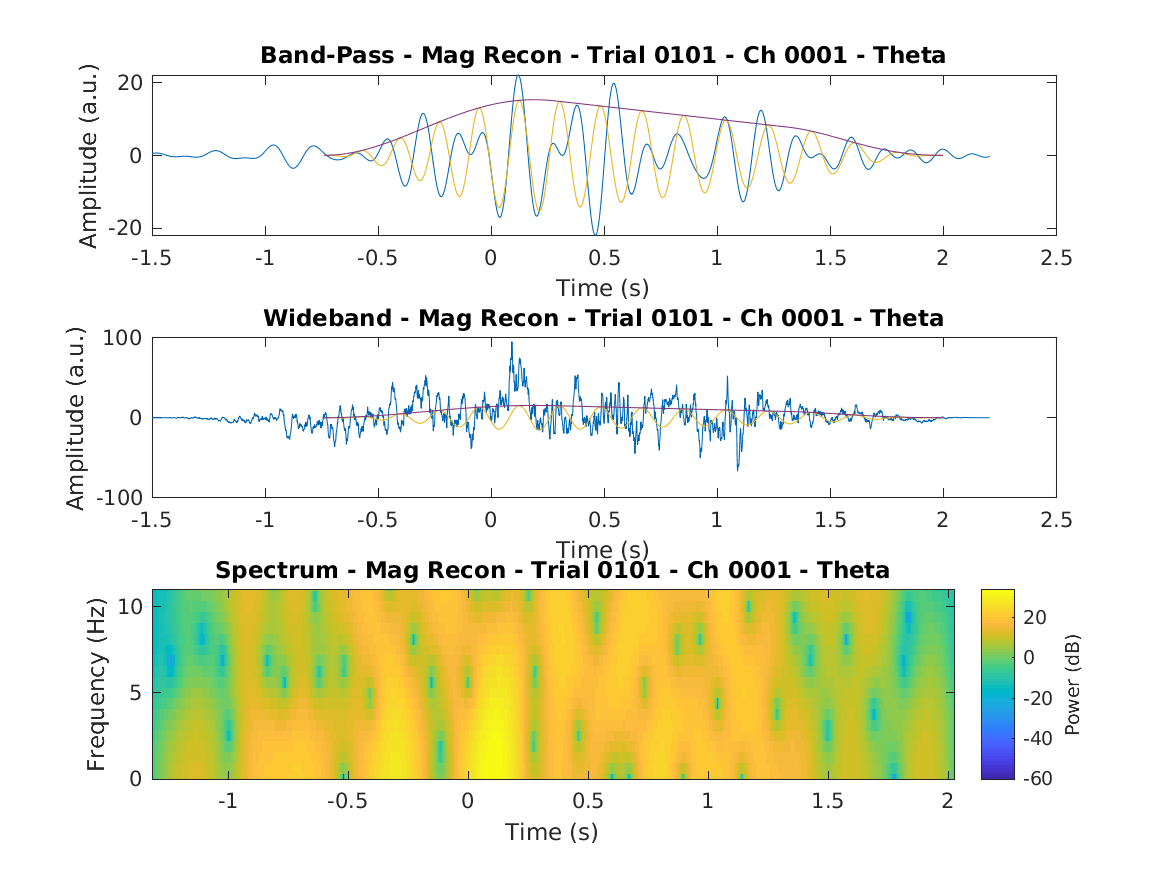 Band-Pass - Mag Recon - Trial 0101 - Ch 0001 - Theta
Amplitude (a.u.)
20
0
-20
-1.5 -1 -0.5 0 0.5 1 1.5 2 2.5
Time (s)
Wideband - Mag Recon - Trial 0101 - Ch 0001 - Theta
Amplitude (a.u.)
100
0
-100
-1.5 -1 -0.5 0 0.5 1 1.5 2 2.5
Time (s)
Spectrum - Mag Recon - Trial 0101 - Ch 0001 - Theta
Frequency (Hz)
10
5
0
-1 -0.5 0 0.5 1 1.5 2
Time (s)
20
0
-20
-40
-60
Power (dB)